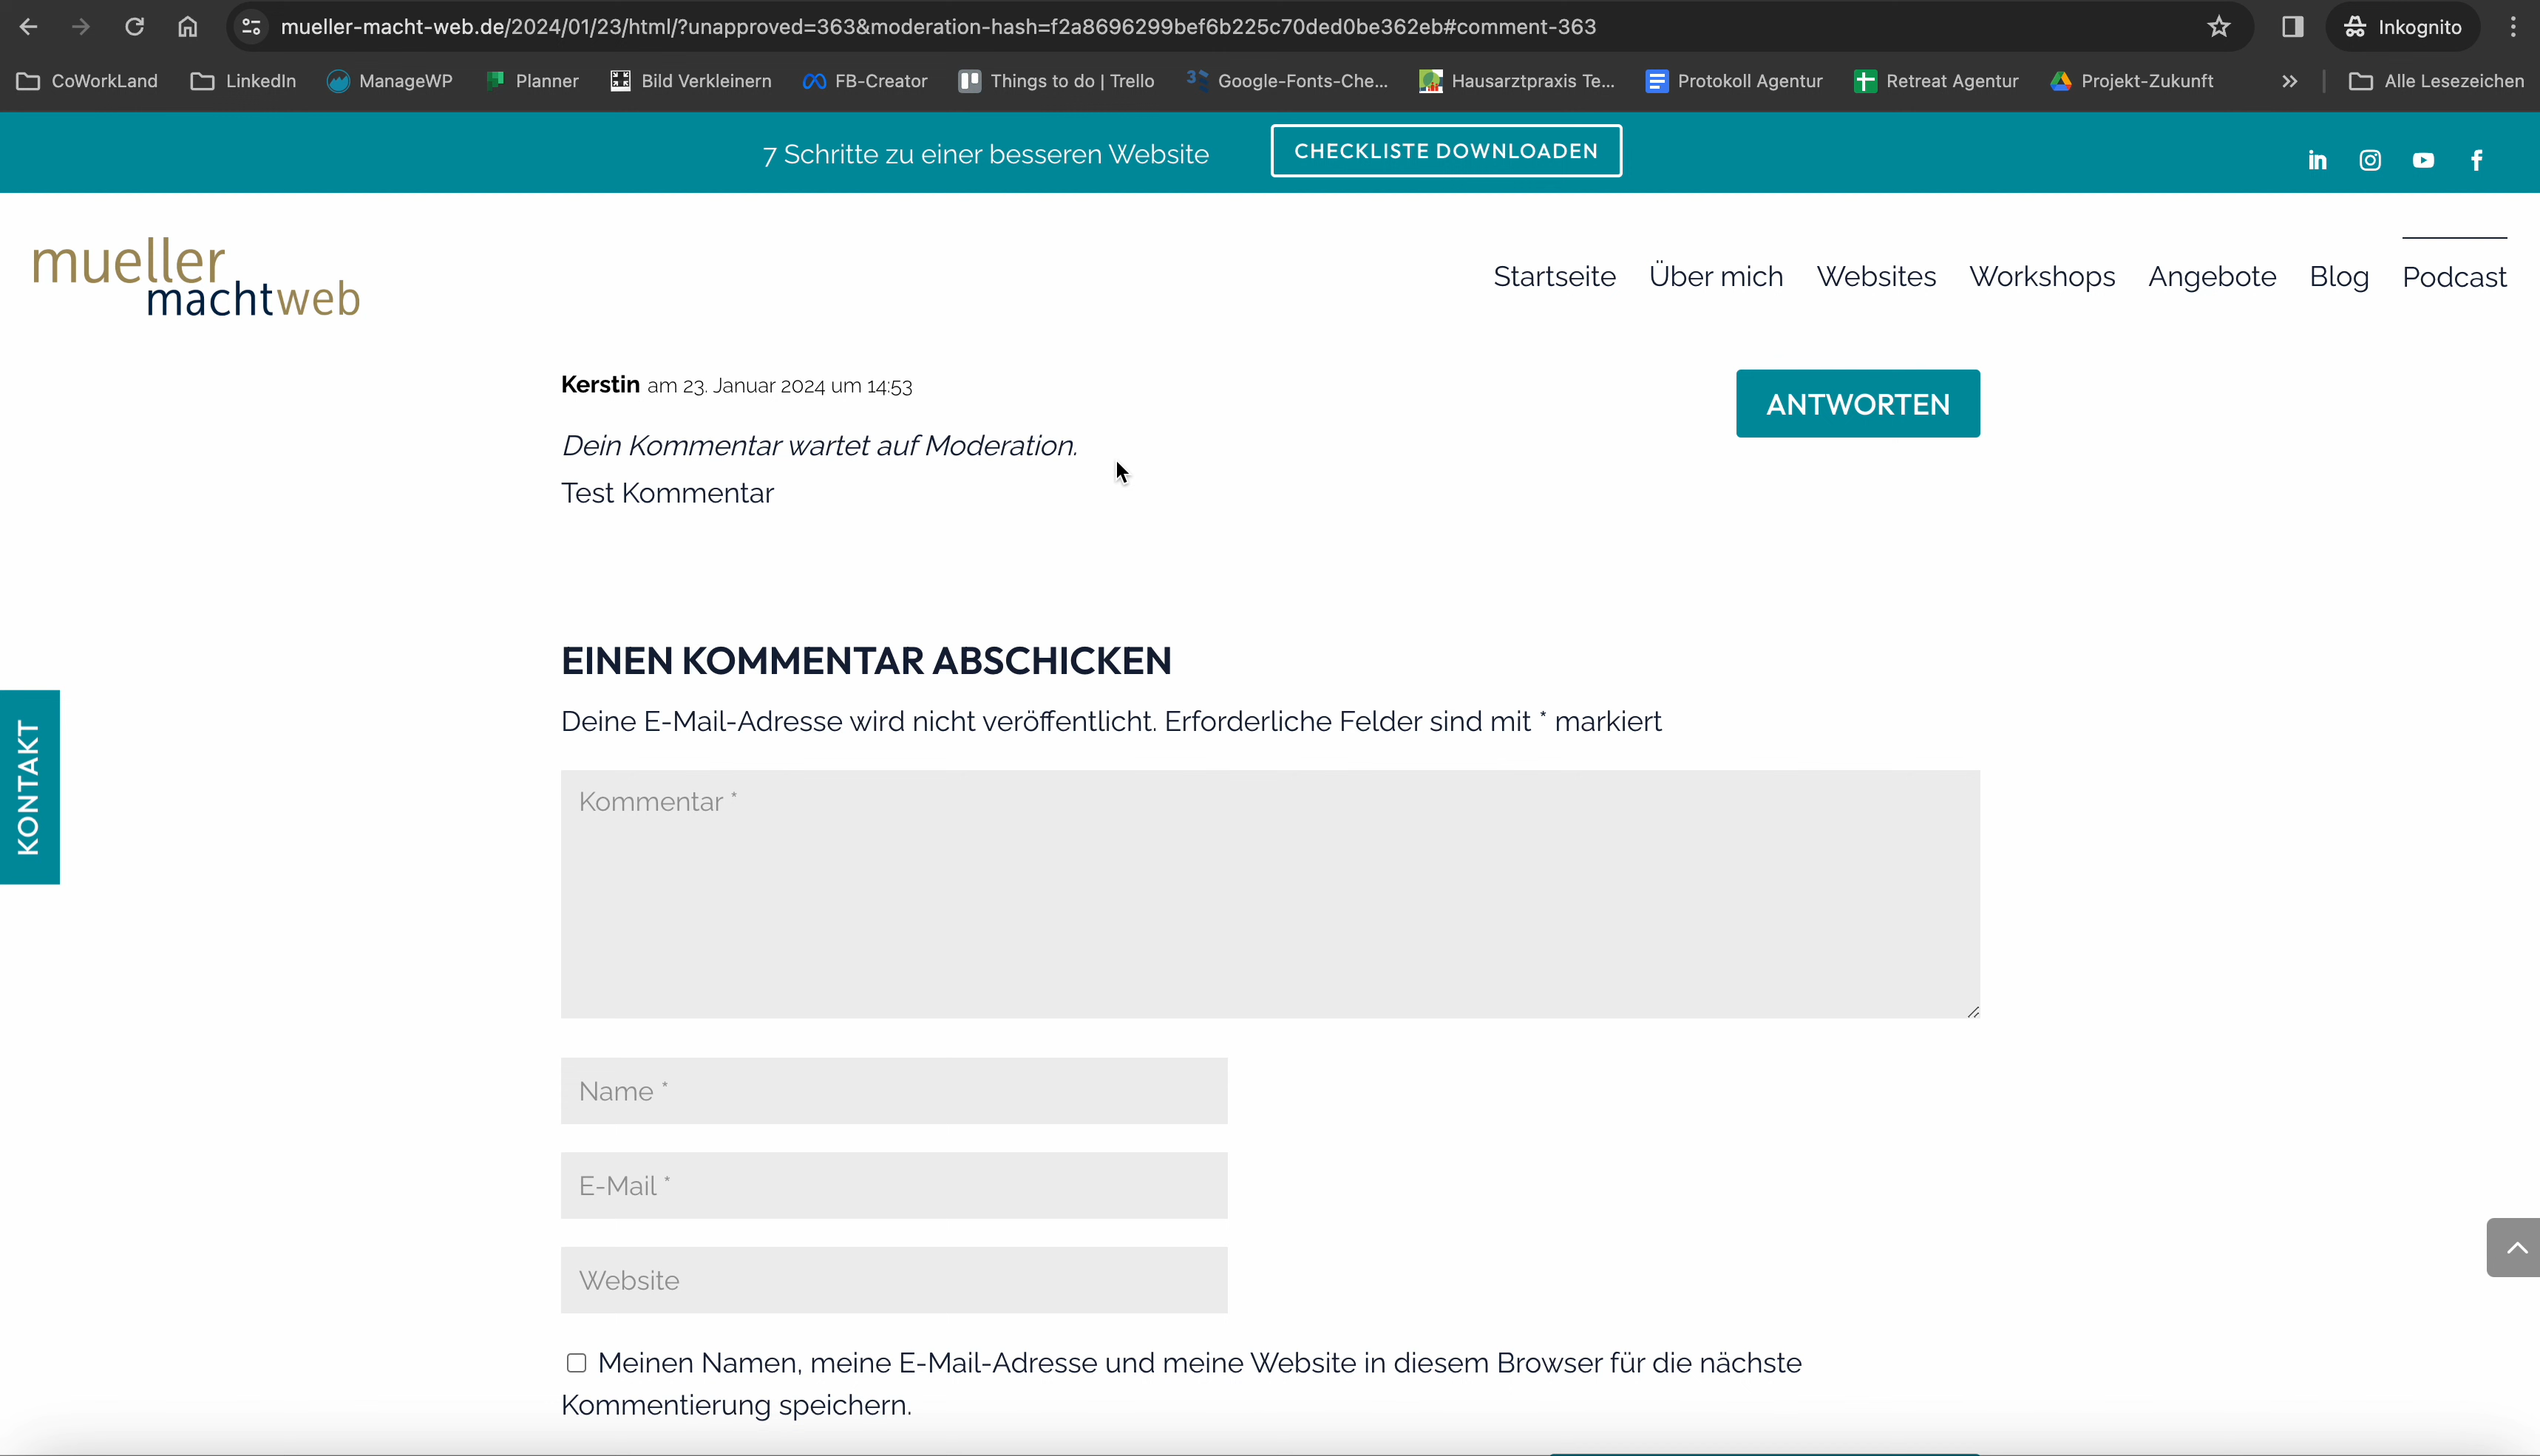 mueller-macht-web.de/2024/01/23/html/?unapproved=363&moderation-hash=f2a8696299bef6b225c70ded0be362eb#comment-363
Inkognito
CoWorkLand LinkedIn ManageWP Planner Bild Verkleinern FB-Creator Things to do | Trello Google-Fonts-Che... Hausarztpraxis Te... Protokoll Agentur Retreat Agentur Projekt-Zukunft » Alle Lesezeichen
7 Schritte zu einer besseren Website
CHECKLISTE DOWNLOADEN
mueller
machtweb
Startseite Über mich Websites Workshops Angebote Blog Podcast
Kerstin am 23. Januar 2024 um 14:53
ANTWORTEN
Dein Kommentar wartet auf Moderation.
Test Kommentar
EINEN KOMMENTAR ABSCHICKEN
Deine E-Mail-Adresse wird nicht veröffentlicht. Erforderliche Felder sind mit * markiert
KONTAKT
Kommentar *
Name *
E-Mail *
Website
Meinen Namen, meine E-Mail-Adresse und meine Website in diesem Browser für die nächste
Kommentierung speichern.